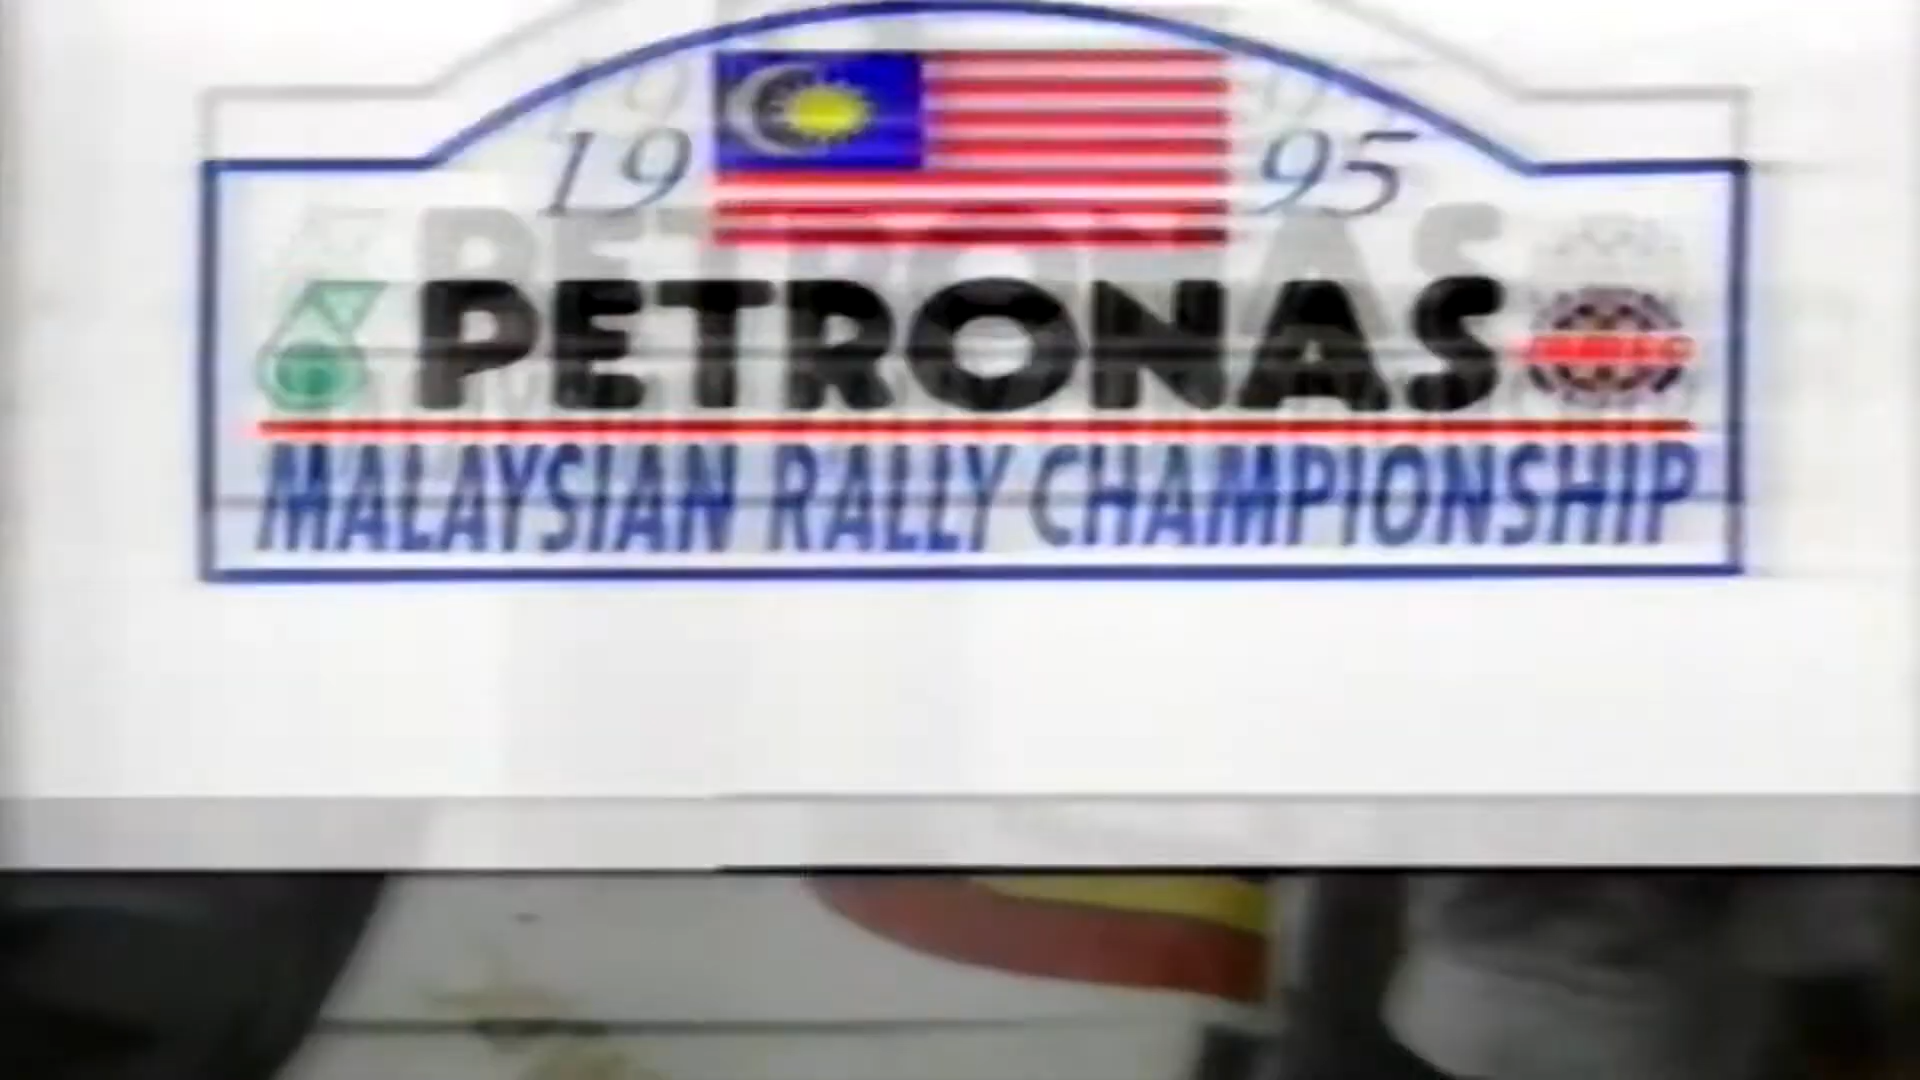 19 95
PETRONAS
MALAYSIAN RALLY CHAMPIONSHIP